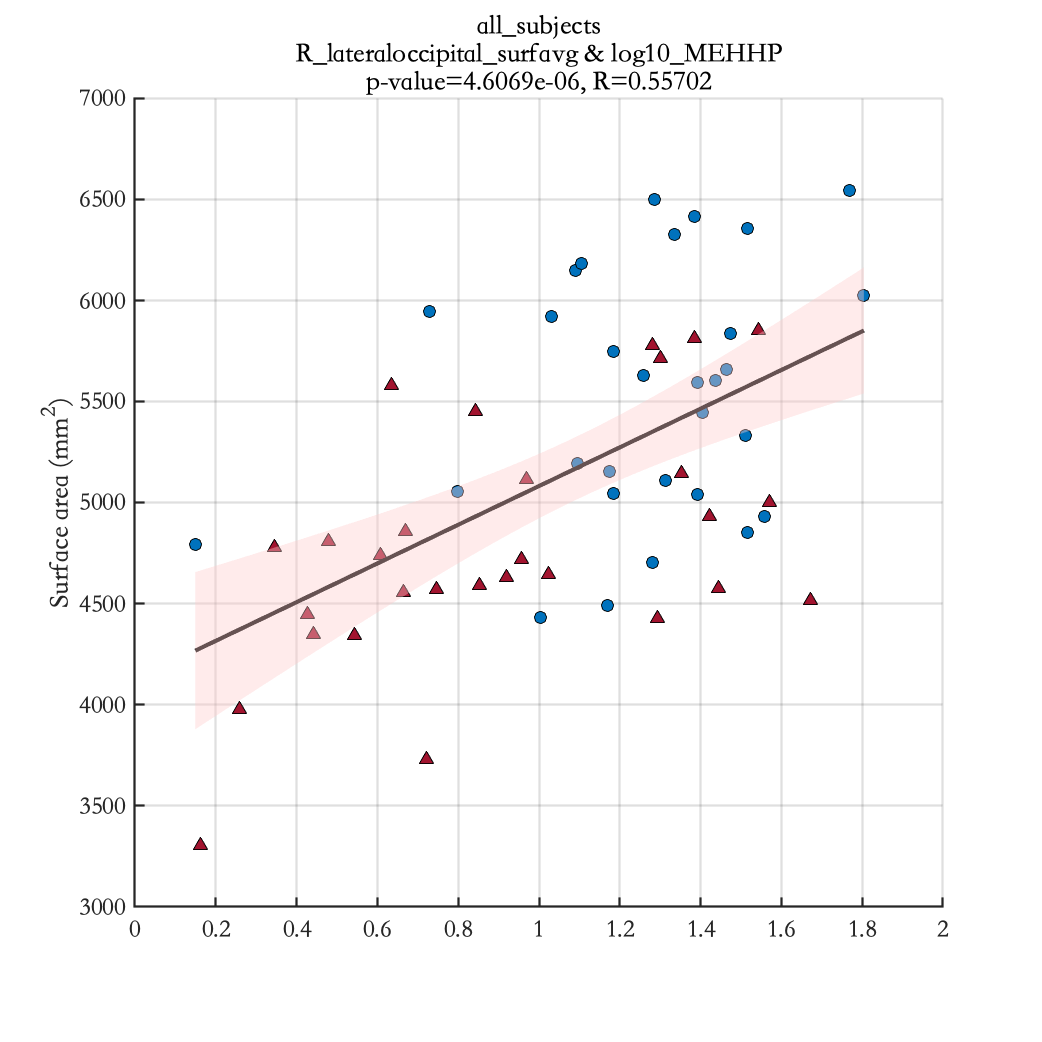 all_subjects
R_lateraloccipital_surfavg & log10_MEHHP
p-value=4.6069e-06, R=0.55702
7000
6500
6000
5500
5000
4500
4000
3500
3000
Surface area (mm²)
0 0.2 0.4 0.6 0.8 1 1.2 1.4 1.6 1.8 2